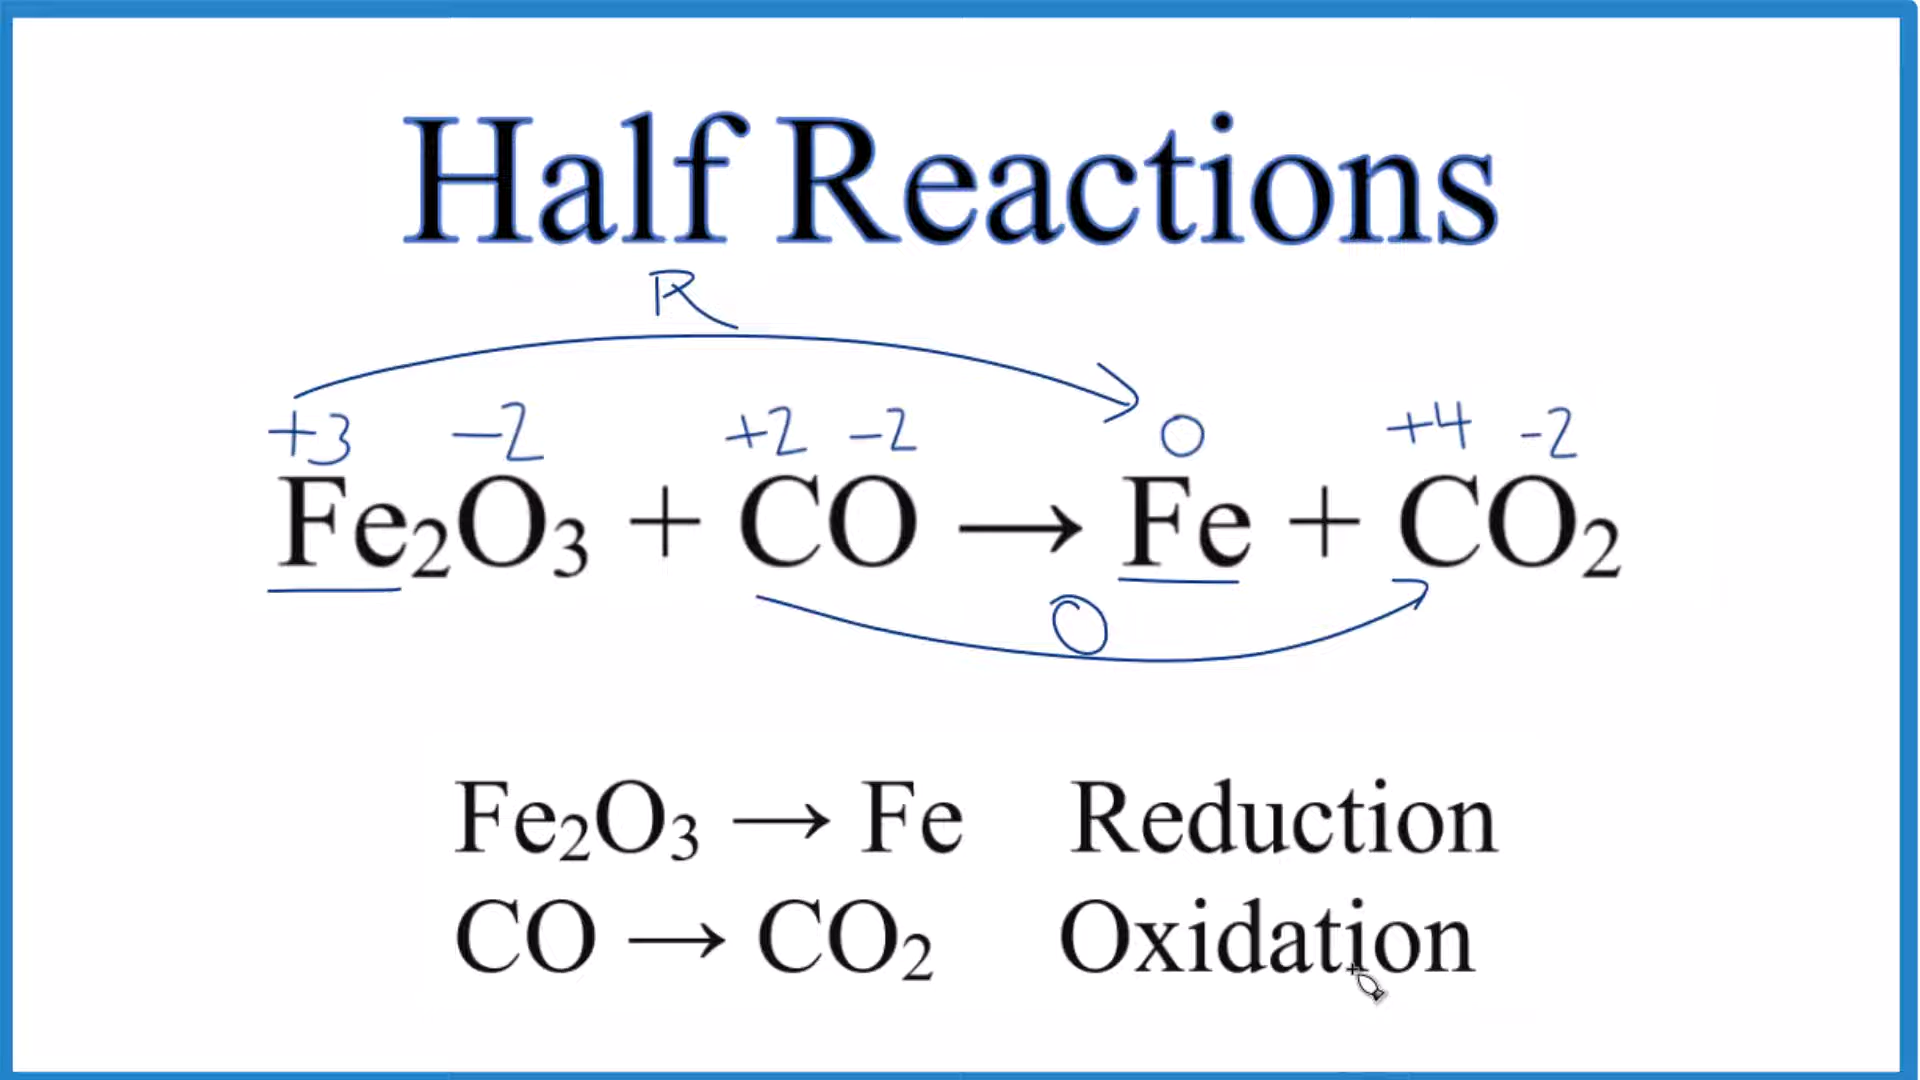 Half Reactions
R
+3 -2 +2 -2 0 +4 -2
Fe₂O₃ + CO → Fe + CO₂
O
Fe₂O₃ → Fe Reduction
CO → CO₂ Oxidation